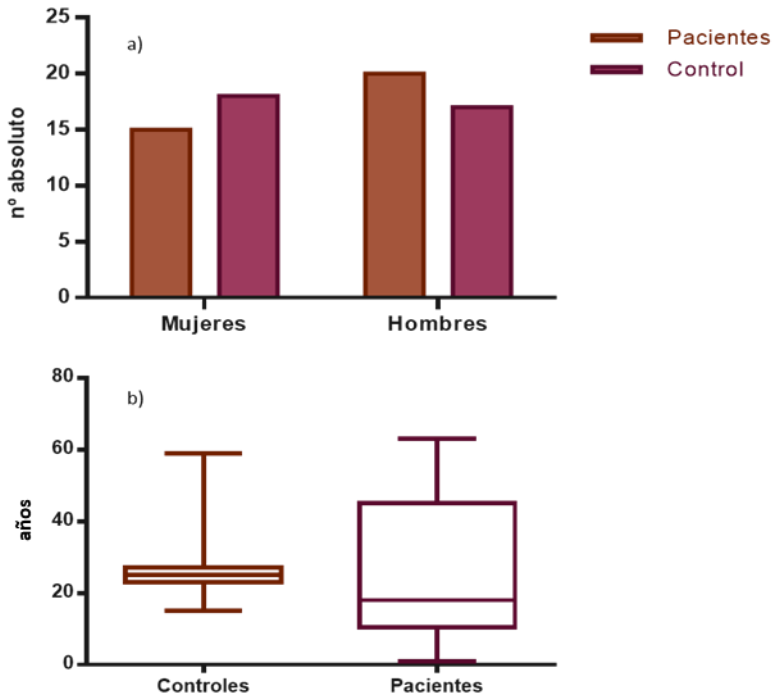 a)
Pacientes
Control
25
20
15
10
5
0
nº absoluto
Mujeres Hombres
b)
80
60
40
20
0
años
Controles Pacientes